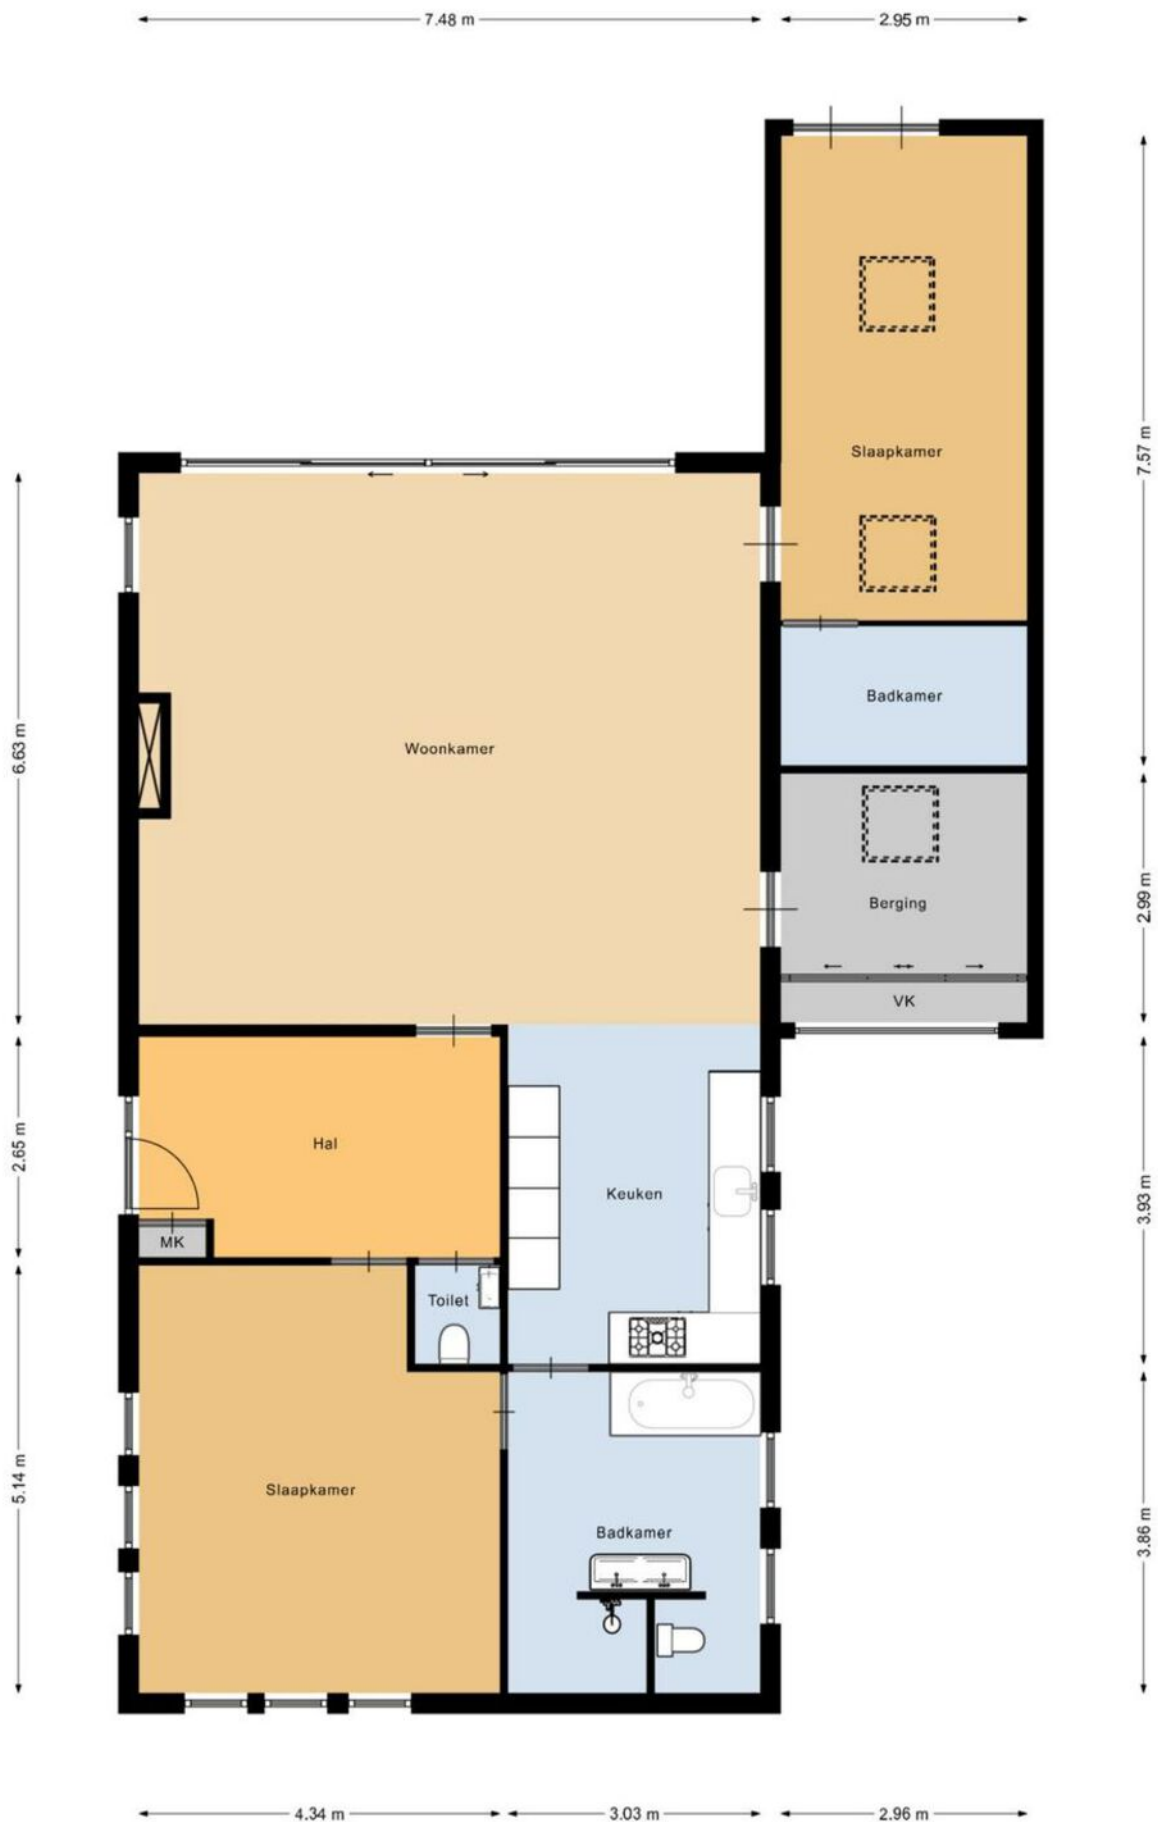 7.48 m
2.95 m
7.57 m
Slaapkamer
Badkamer
6.63 m
Woonkamer
2.99 m
Berging
VK
2.65 m
Hal
3.93 m
Keuken
MK
Toilet
5.14 m
Slaapkamer
3.86 m
Badkamer
4.34 m
3.03 m
2.96 m